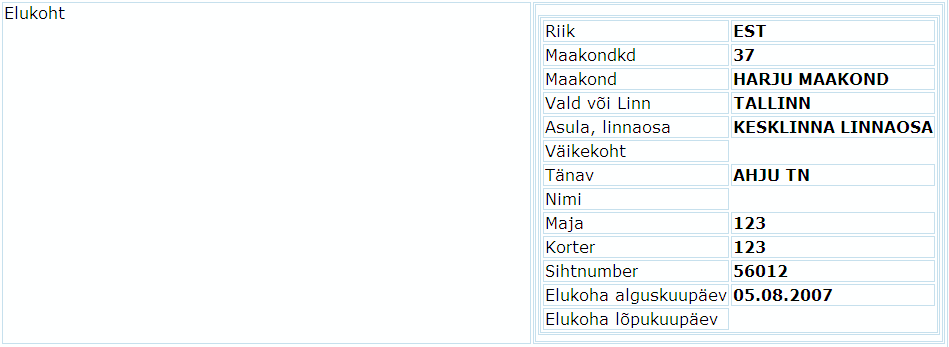 Elukoht
Riik EST
Maakondkd 37
Maakond HARJU MAAKOND
Vald või Linn TALLINN
Asula, linnaosa KESKLINNA LINNAOSA
Väikekoht
Tänav AHJU TN
Nimi
Maja 123
Korter 123
Sihtnumber 56012
Elukoha alguskuupäev 05.08.2007
Elukoha lõpukuupäev